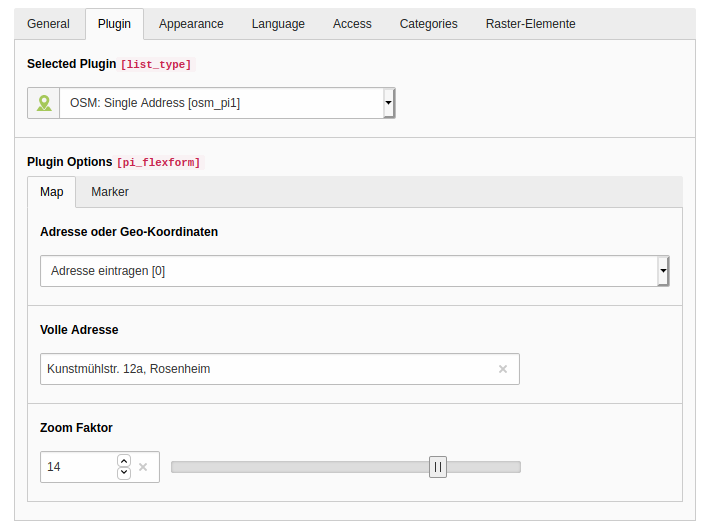 General Plugin Appearance Language Access Categories Raster-Elemente
Selected Plugin [list_type]
OSM: Single Address [osm_pi1]
Plugin Options [pi_flexform]
Map Marker
Adresse oder Geo-Koordinaten
Adresse eintragen [0]
Volle Adresse
Kunstmühlstr. 12a, Rosenheim
Zoom Faktor
14